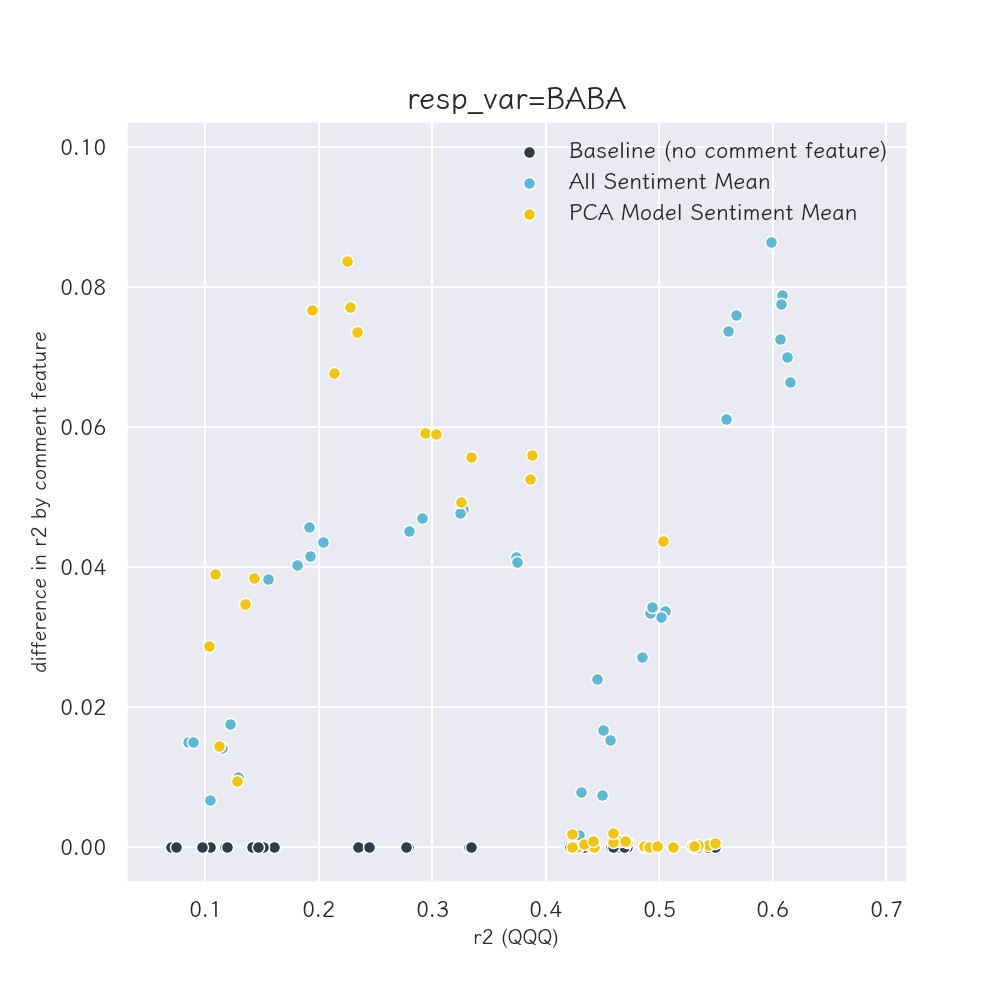 resp_var=BABA
Baseline (no comment feature)
All Sentiment Mean
PCA Model Sentiment Mean
difference in r2 by comment feature
0.10
0.08
0.06
0.04
0.02
0.00
0.1 0.2 0.3 0.4 0.5 0.6 0.7
r2 (QQQ)